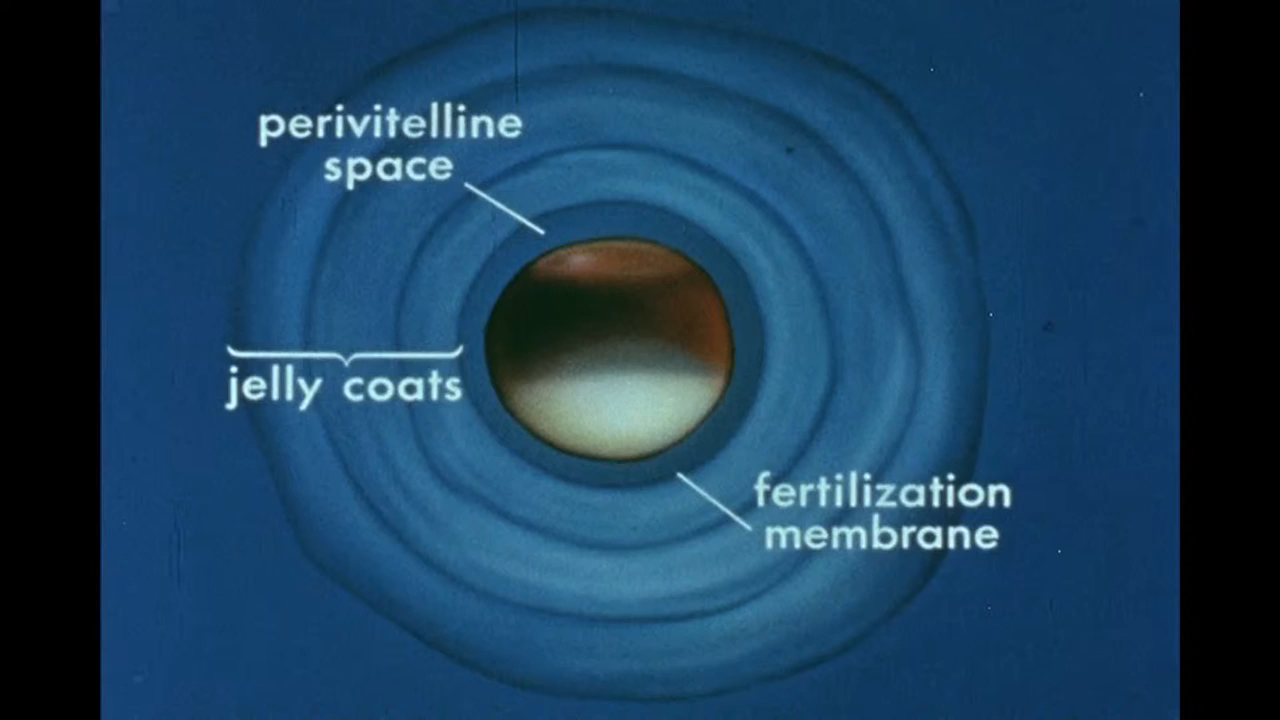 perivitelline
space
jelly coats
fertilization
membrane